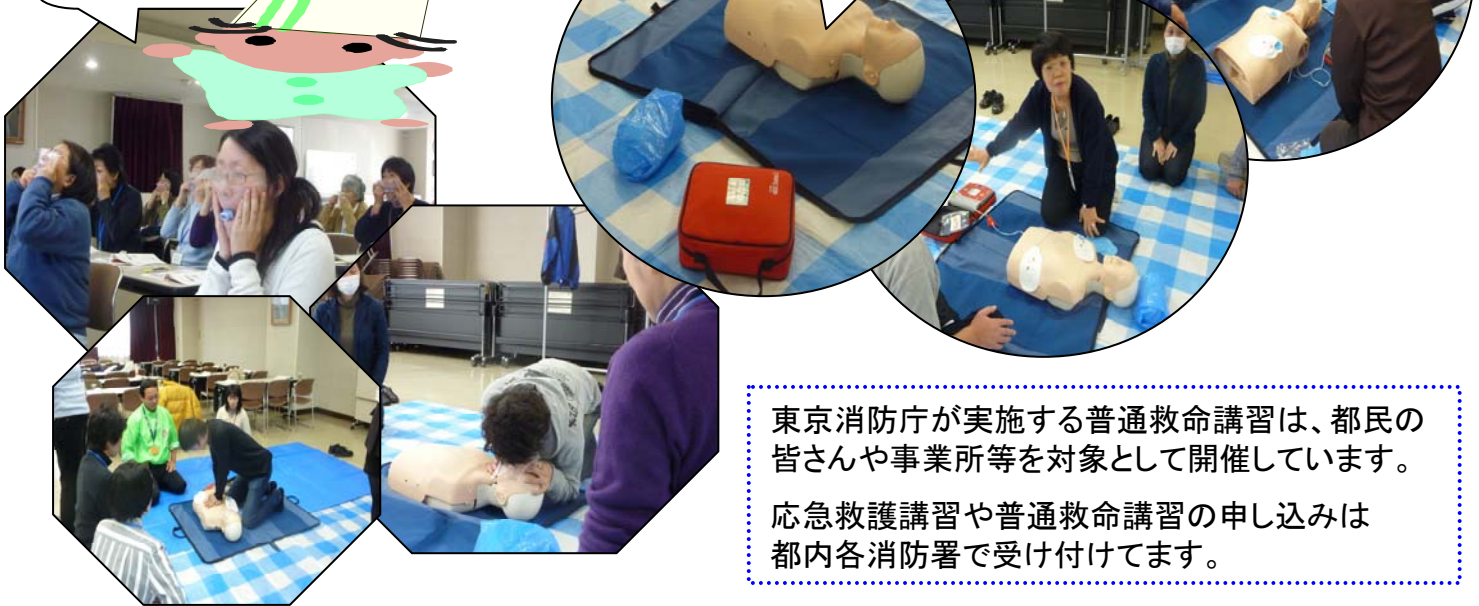 東京消防庁が実施する普通救命講習は、都民の
皆さんや事業所等を対象として開催しています。
応急救護講習や普通救命講習の申し込みは
都内各消防署で受け付けてます。